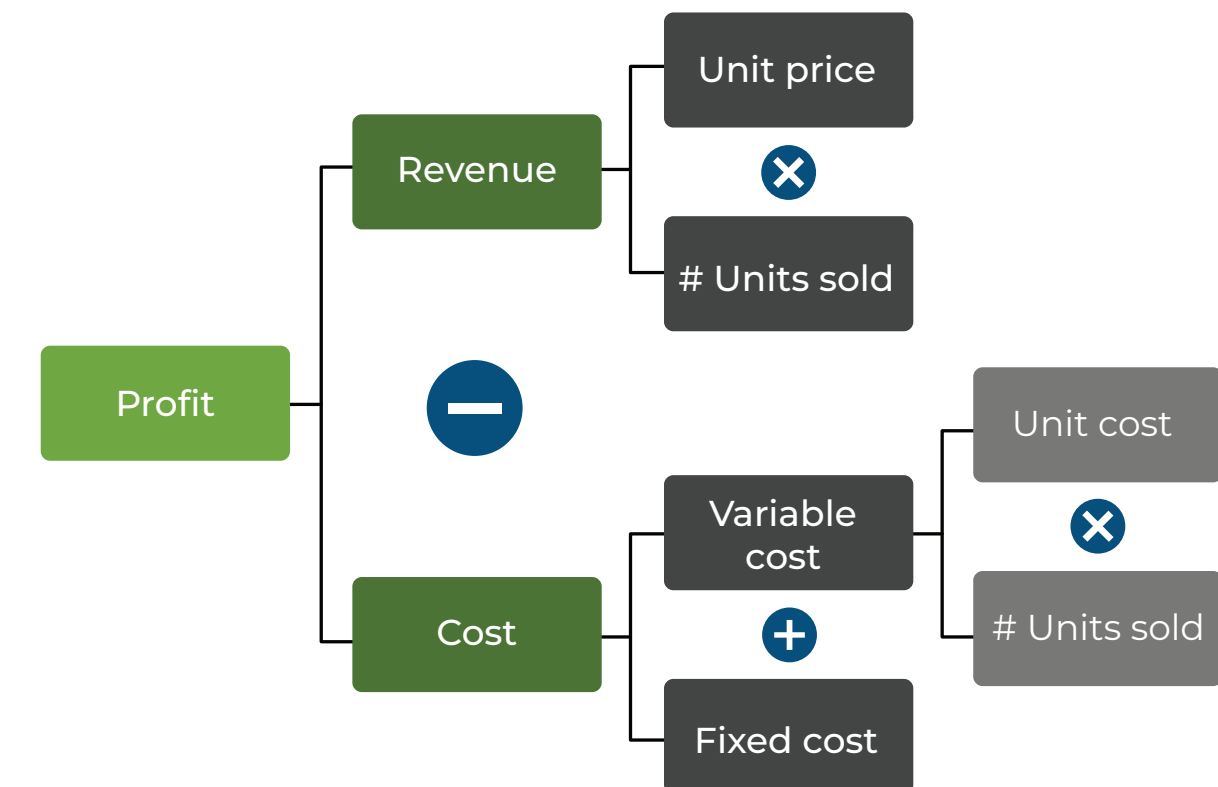 Unit price
Revenue
# Units sold
Profit
Unit cost
Variable
cost
# Units sold
Cost
Fixed cost